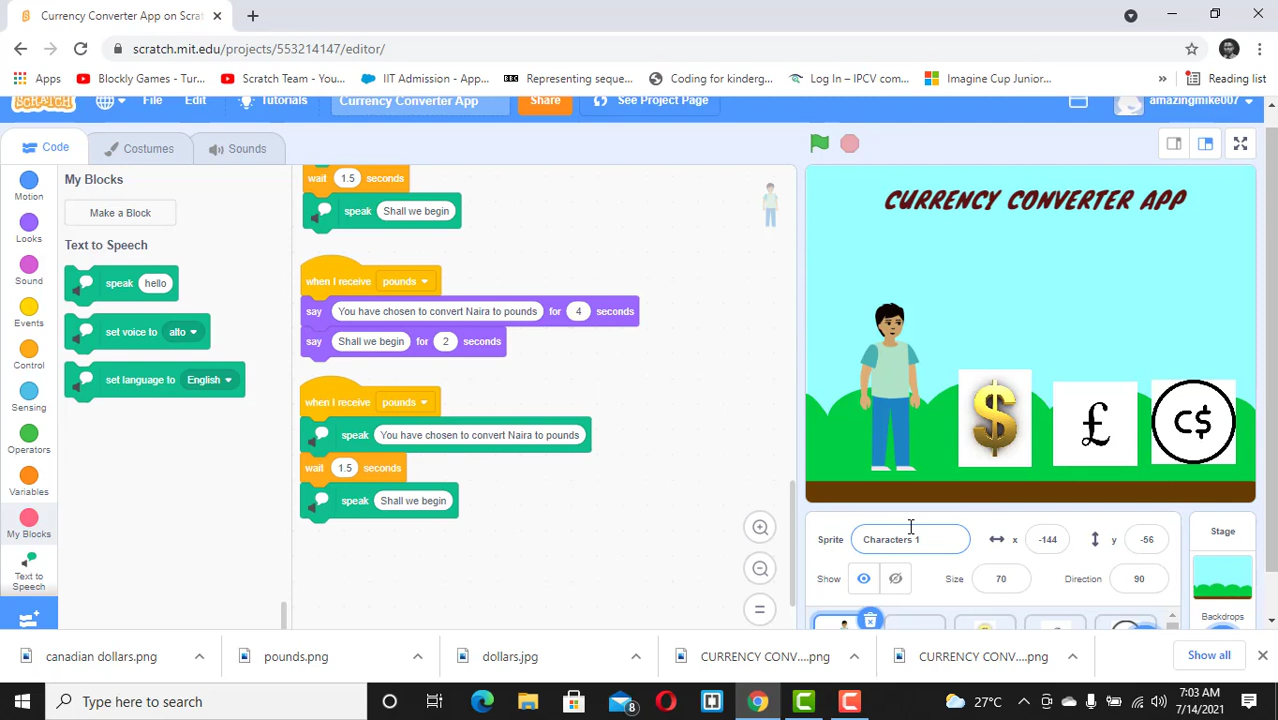 Currency Converter App on Scrat
scratch.mit.edu/projects/553214147/editor/
Apps
Blockly Games - Tur...
Scratch Team - You...
IIT Admission - App...
Representing seque...
Coding for kinderg...
Log In – IPCV com...
Imagine Cup Junior...
»
Reading list
SCRATCH
File
Edit
Tutorials
Currency Converter App
Share
See Project Page
amazingmike007
Code
Costumes
Sounds
Motion
Looks
Sound
Events
Control
Sensing
Operators
Variables
My Blocks
Text to Speech
My Blocks
Make a Block
Text to Speech
speak hello
set voice to alto
set language to English
wait 1.5 seconds
speak Shall we begin
when I receive pounds
say You have chosen to convert Naira to pounds for 4 seconds
say Shall we begin for 2 seconds
when I receive pounds
speak You have chosen to convert Naira to pounds
wait 1.5 seconds
speak Shall we begin
CURRENCY CONVERTER APP
$
£
C$
Sprite Characters 1 x -144 y -56
Show Size 70 Direction 90
Stage
Backdrops
canadian dollars.png
pounds.png
dollars.jpg
CURRENCY CONV....png
CURRENCY CONV....png
Show all
Type here to search
8
27°C
7:03 AM
7/14/2021